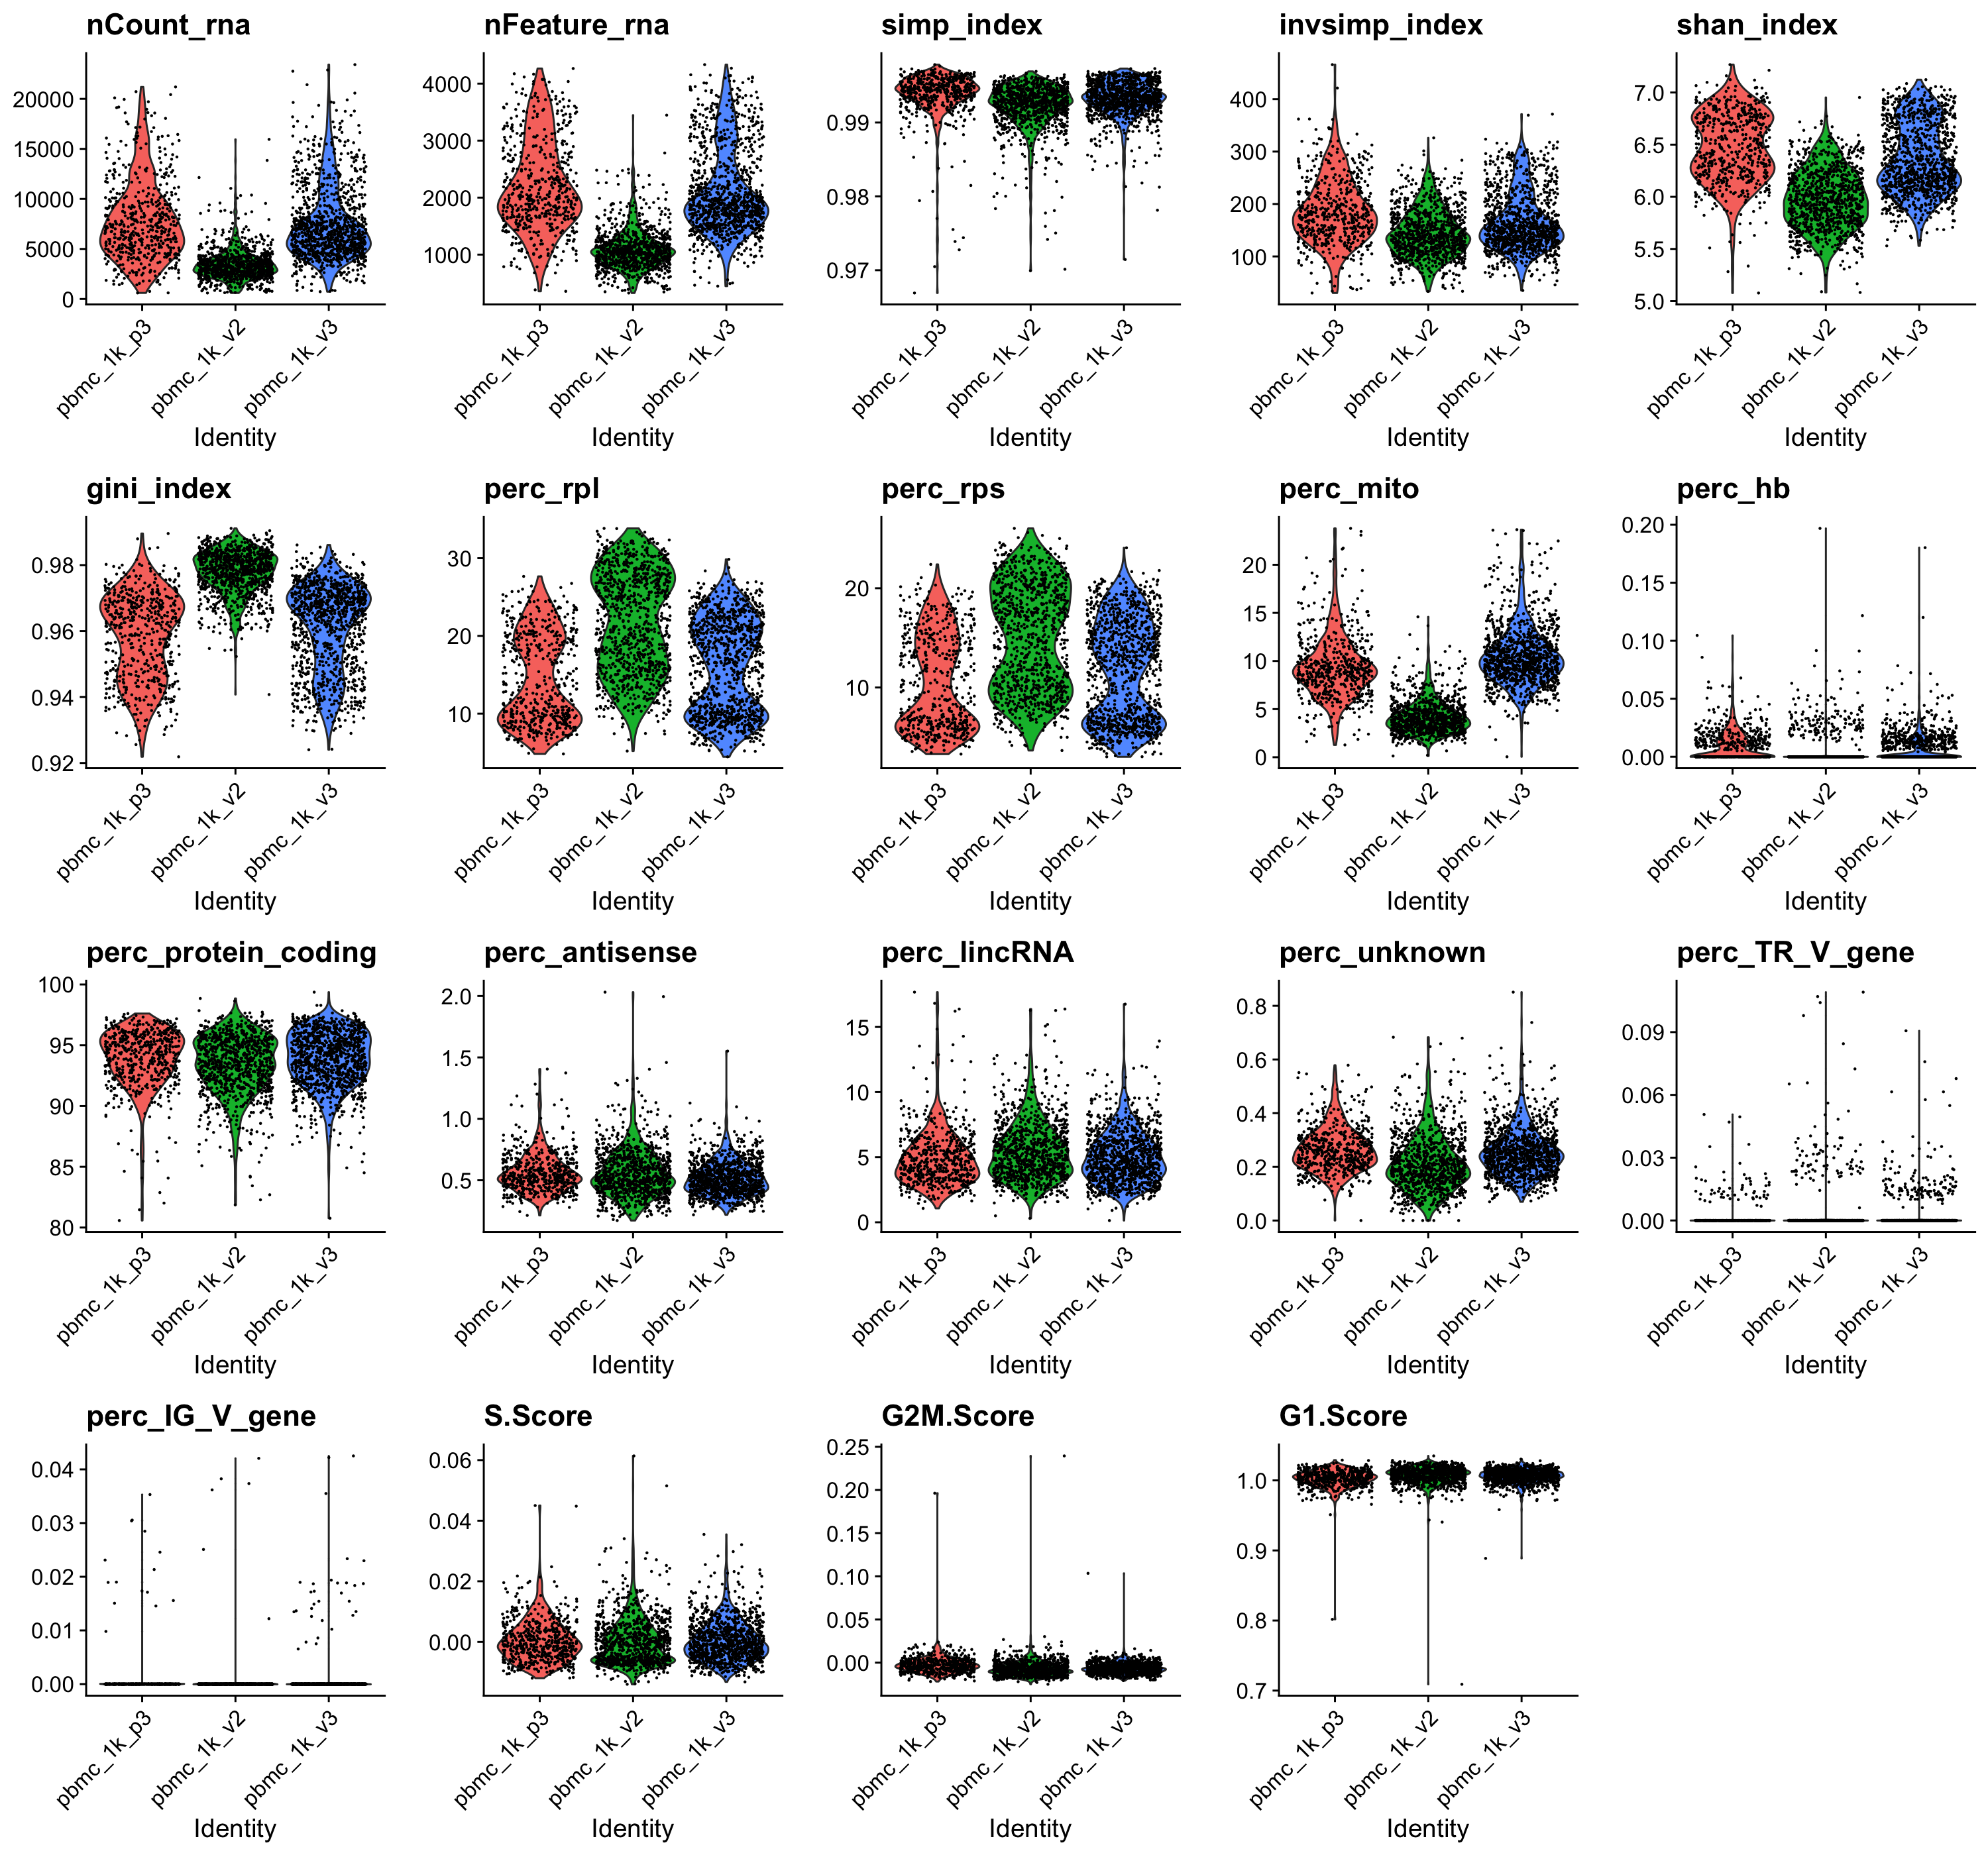 nCount_rna
nFeature_rna
simp_index
invsimp_index
shan_index
20000
15000
10000
5000
0
4000
3000
2000
1000
0.99
0.98
0.97
400
300
200
100
7.0
6.5
6.0
5.5
5.0
pbmc_1k_p3
pbmc_1k_v2
pbmc_1k_v3
pbmc_1k_p3
pbmc_1k_v2
pbmc_1k_v3
pbmc_1k_p3
pbmc_1k_v2
pbmc_1k_v3
pbmc_1k_p3
pbmc_1k_v2
pbmc_1k_v3
pbmc_1k_p3
pbmc_1k_v2
pbmc_1k_v3
Identity
Identity
Identity
Identity
Identity
gini_index
perc_rpl
perc_rps
perc_mito
perc_hb
0.98
0.96
0.94
0.92
30
20
10
20
10
20
15
10
5
0
0.20
0.15
0.10
0.05
0.00
pbmc_1k_p3
pbmc_1k_v2
pbmc_1k_v3
pbmc_1k_p3
pbmc_1k_v2
pbmc_1k_v3
pbmc_1k_p3
pbmc_1k_v2
pbmc_1k_v3
pbmc_1k_p3
pbmc_1k_v2
pbmc_1k_v3
pbmc_1k_p3
pbmc_1k_v2
pbmc_1k_v3
Identity
Identity
Identity
Identity
Identity
perc_protein_coding
perc_antisense
perc_lincRNA
perc_unknown
perc_TR_V_gene
100
95
90
85
80
2.0
1.5
1.0
0.5
15
10
5
0
0.8
0.6
0.4
0.2
0.0
0.09
0.06
0.03
0.00
pbmc_1k_p3
pbmc_1k_v2
pbmc_1k_v3
pbmc_1k_p3
pbmc_1k_v2
pbmc_1k_v3
pbmc_1k_p3
pbmc_1k_v2
pbmc_1k_v3
pbmc_1k_p3
pbmc_1k_v2
pbmc_1k_v3
pbmc_1k_p3
pbmc_1k_v2
pbmc_1k_v3
Identity
Identity
Identity
Identity
Identity
perc_IG_V_gene
S.Score
G2M.Score
G1.Score
0.04
0.03
0.02
0.01
0.00
0.06
0.04
0.02
0.00
0.25
0.20
0.15
0.10
0.05
0.00
1.0
0.9
0.8
0.7
pbmc_1k_p3
pbmc_1k_v2
pbmc_1k_v3
pbmc_1k_p3
pbmc_1k_v2
pbmc_1k_v3
pbmc_1k_p3
pbmc_1k_v2
pbmc_1k_v3
pbmc_1k_p3
pbmc_1k_v2
pbmc_1k_v3
Identity
Identity
Identity
Identity